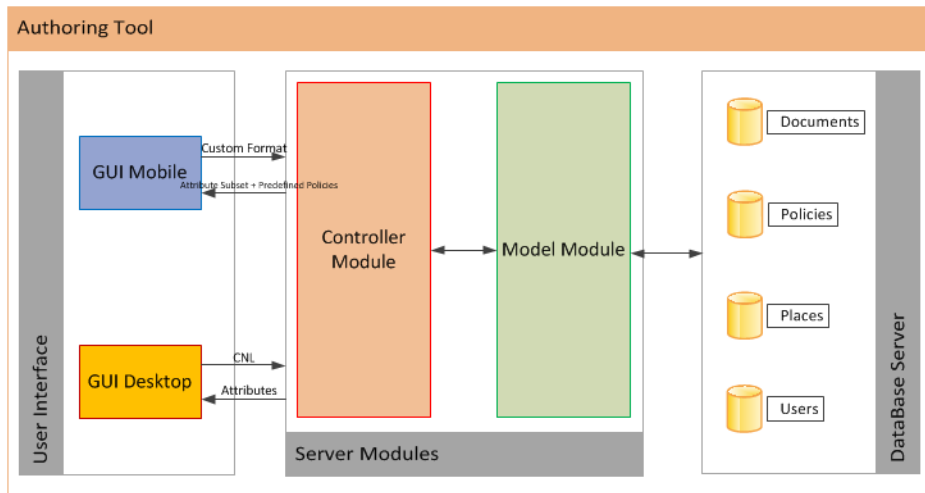 Authoring Tool
User Interface
GUI Mobile
Custom Format
Attribute Subset + Predefined Policies
GUI Desktop
CNL
Attributes
Controller
Module
Model Module
Server Modules
Documents
Policies
Places
Users
DataBase Server